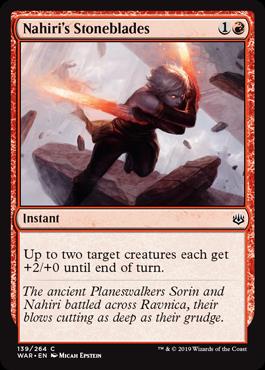 Nahiri's Stoneblades
Instant
Up to two target creatures each get
+2/+0 until end of turn.
The ancient Planeswalkers Sorin and
Nahiri battled across Ravnica, their
blows cutting as deep as their grudge.
139/264 C
WAR • EN Micah Epstein
™ & © 2019 Wizards of the Coast